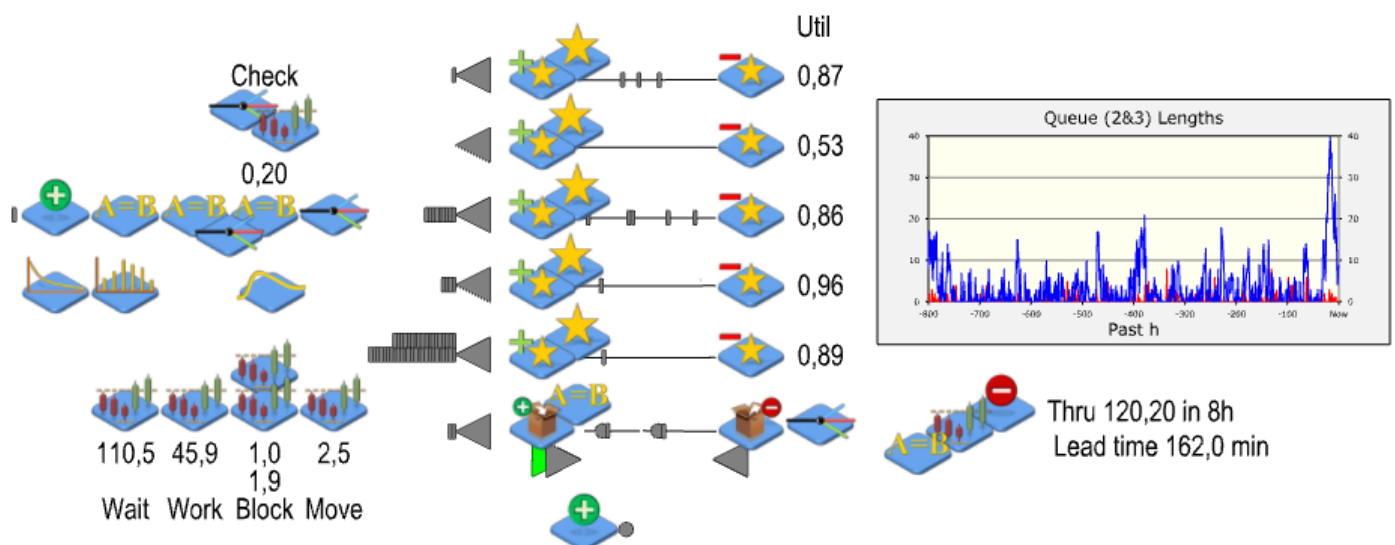 Util
Check
0,87
0,53
0,20
A=B A=B A=B
0,86
0,96
0,89
A=B
110,5 45,9 1,0 2,5
1,9
Wait Work Block Move
Queue (2&3) Lengths
40 40
30 30
20 20
10 10
0 0
-800 -700 -600 -500 -400 -300 -200 -100 Now
Past h
A=B
Thru 120,20 in 8h
Lead time 162,0 min